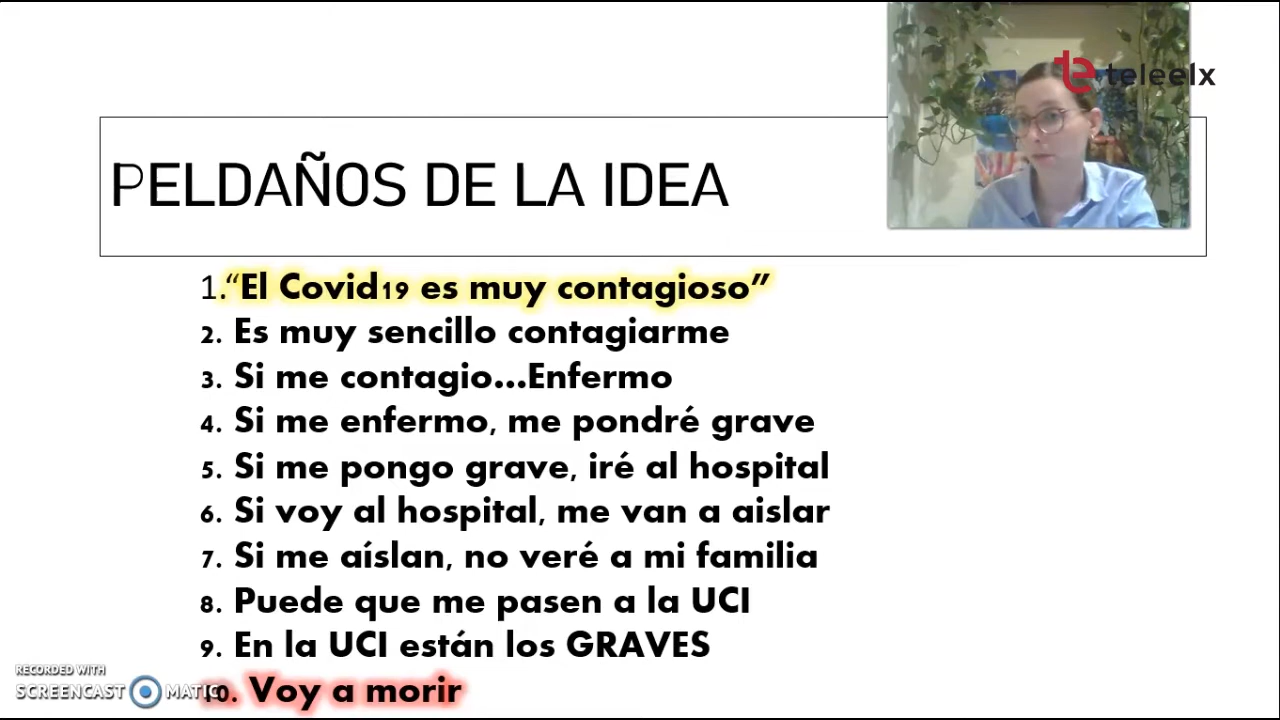 teleelx
PELDAÑOS DE LA IDEA
1.“El Covid19 es muy contagioso”
2. Es muy sencillo contagiarme
3. Si me contagio...Enfermo
4. Si me enfermo, me pondré grave
5. Si me pongo grave, iré al hospital
6. Si voy al hospital, me van a aislar
7. Si me aíslan, no veré a mi familia
8. Puede que me pasen a la UCI
9. En la UCI están los GRAVES
10. Voy a morir
RECORDED WITH
SCREENCAST MATIC